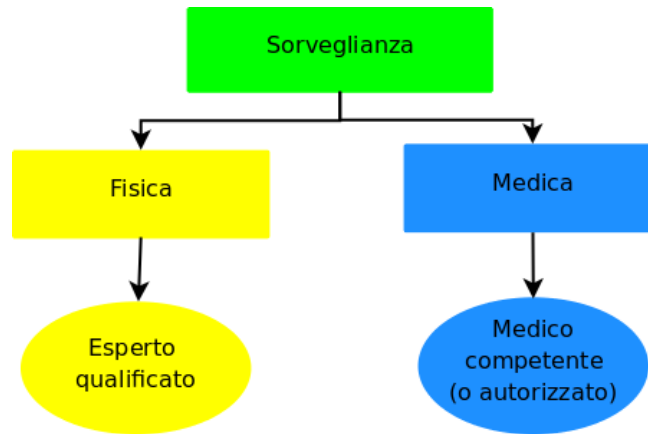 Sorveglianza
Fisica
Medica
Esperto
qualificato
Medico
competente
(o autorizzato)